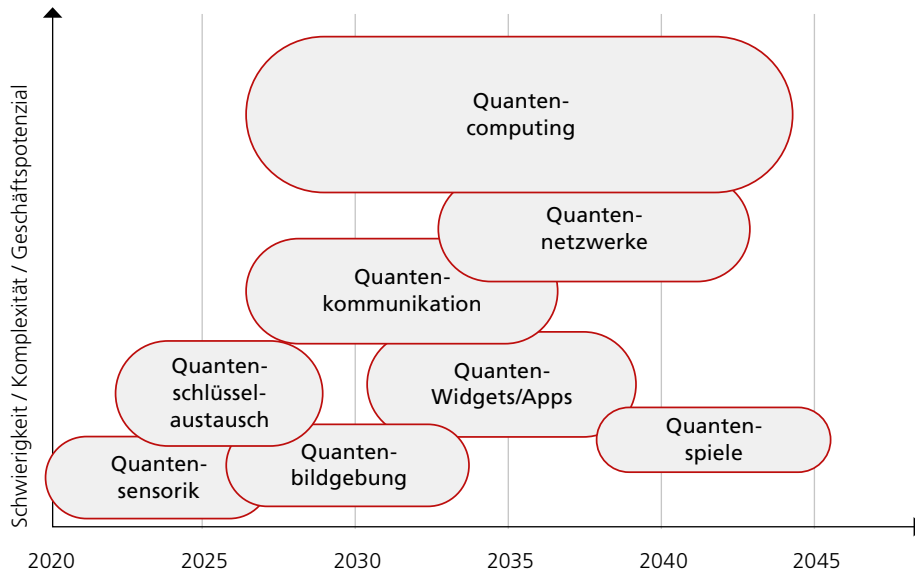 Schwierigkeit / Komplexität / Geschäftspotenzial
Quanten-
computing
Quanten-
netzwerke
Quanten-
kommunikation
Quanten-
schlüssel-
austausch
Quanten-
Widgets/Apps
Quanten-
spiele
Quanten-
bildgebung
Quanten-
sensorik
2020 2025 2030 2035 2040 2045